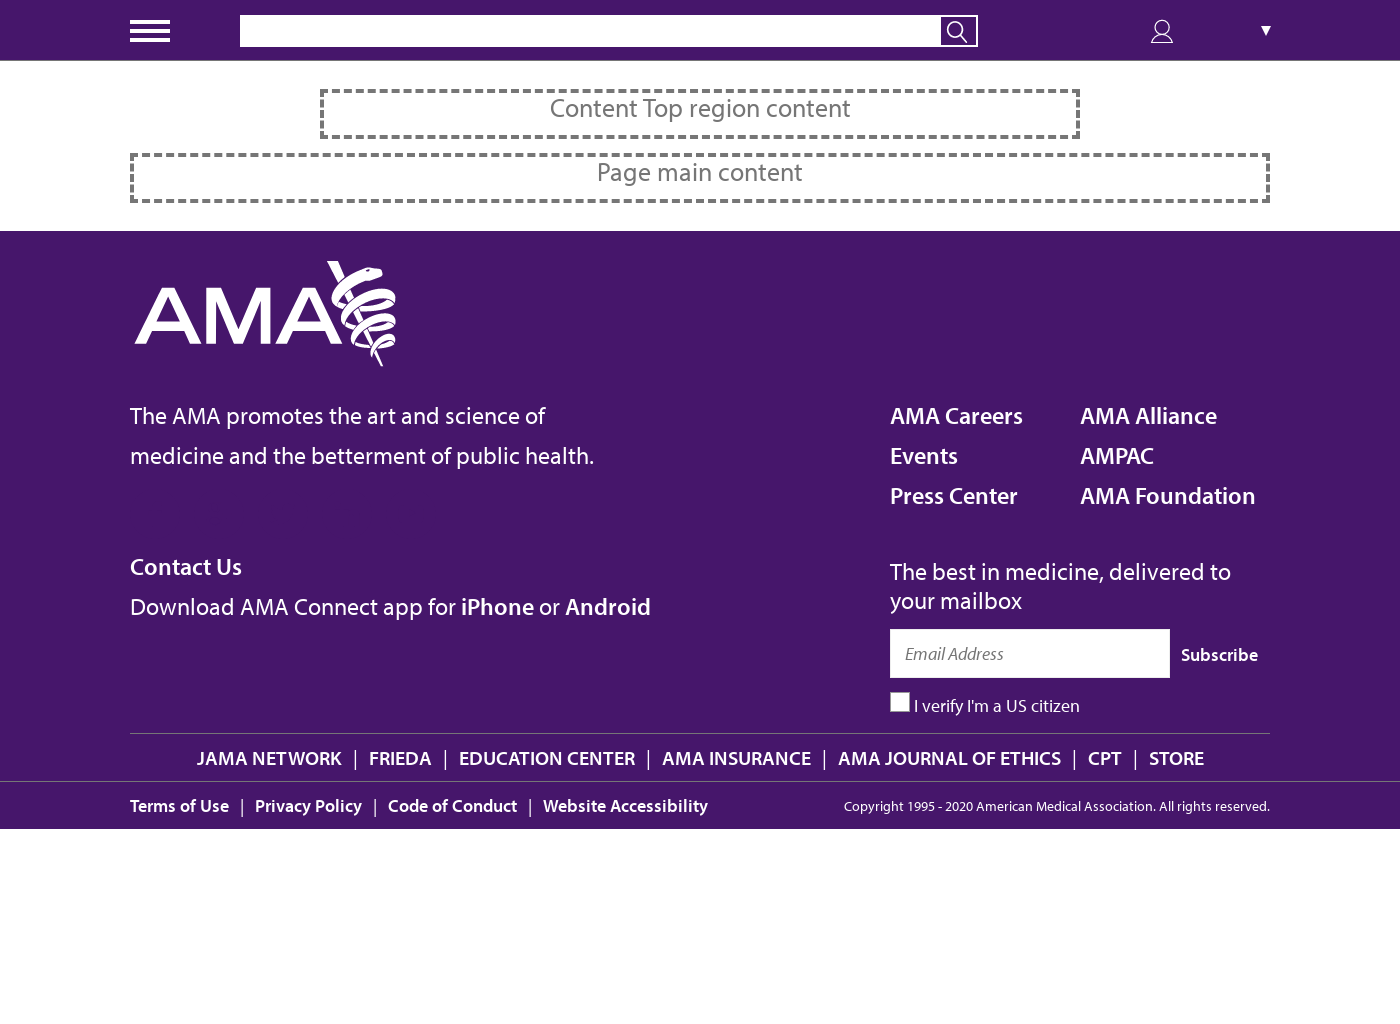 Content Top region content
Page main content
AMA
The AMA promotes the art and science of
medicine and the betterment of public health.
AMA Careers
Events
Press Center
AMA Alliance
AMPAC
AMA Foundation
Contact Us
Download AMA Connect app for iPhone or Android
The best in medicine, delivered to
your mailbox
Email Address
Subscribe
I verify I'm a US citizen
JAMA NETWORK | FRIEDA | EDUCATION CENTER | AMA INSURANCE | AMA JOURNAL OF ETHICS | CPT | STORE
Terms of Use | Privacy Policy | Code of Conduct | Website Accessibility
Copyright 1995 - 2020 American Medical Association. All rights reserved.